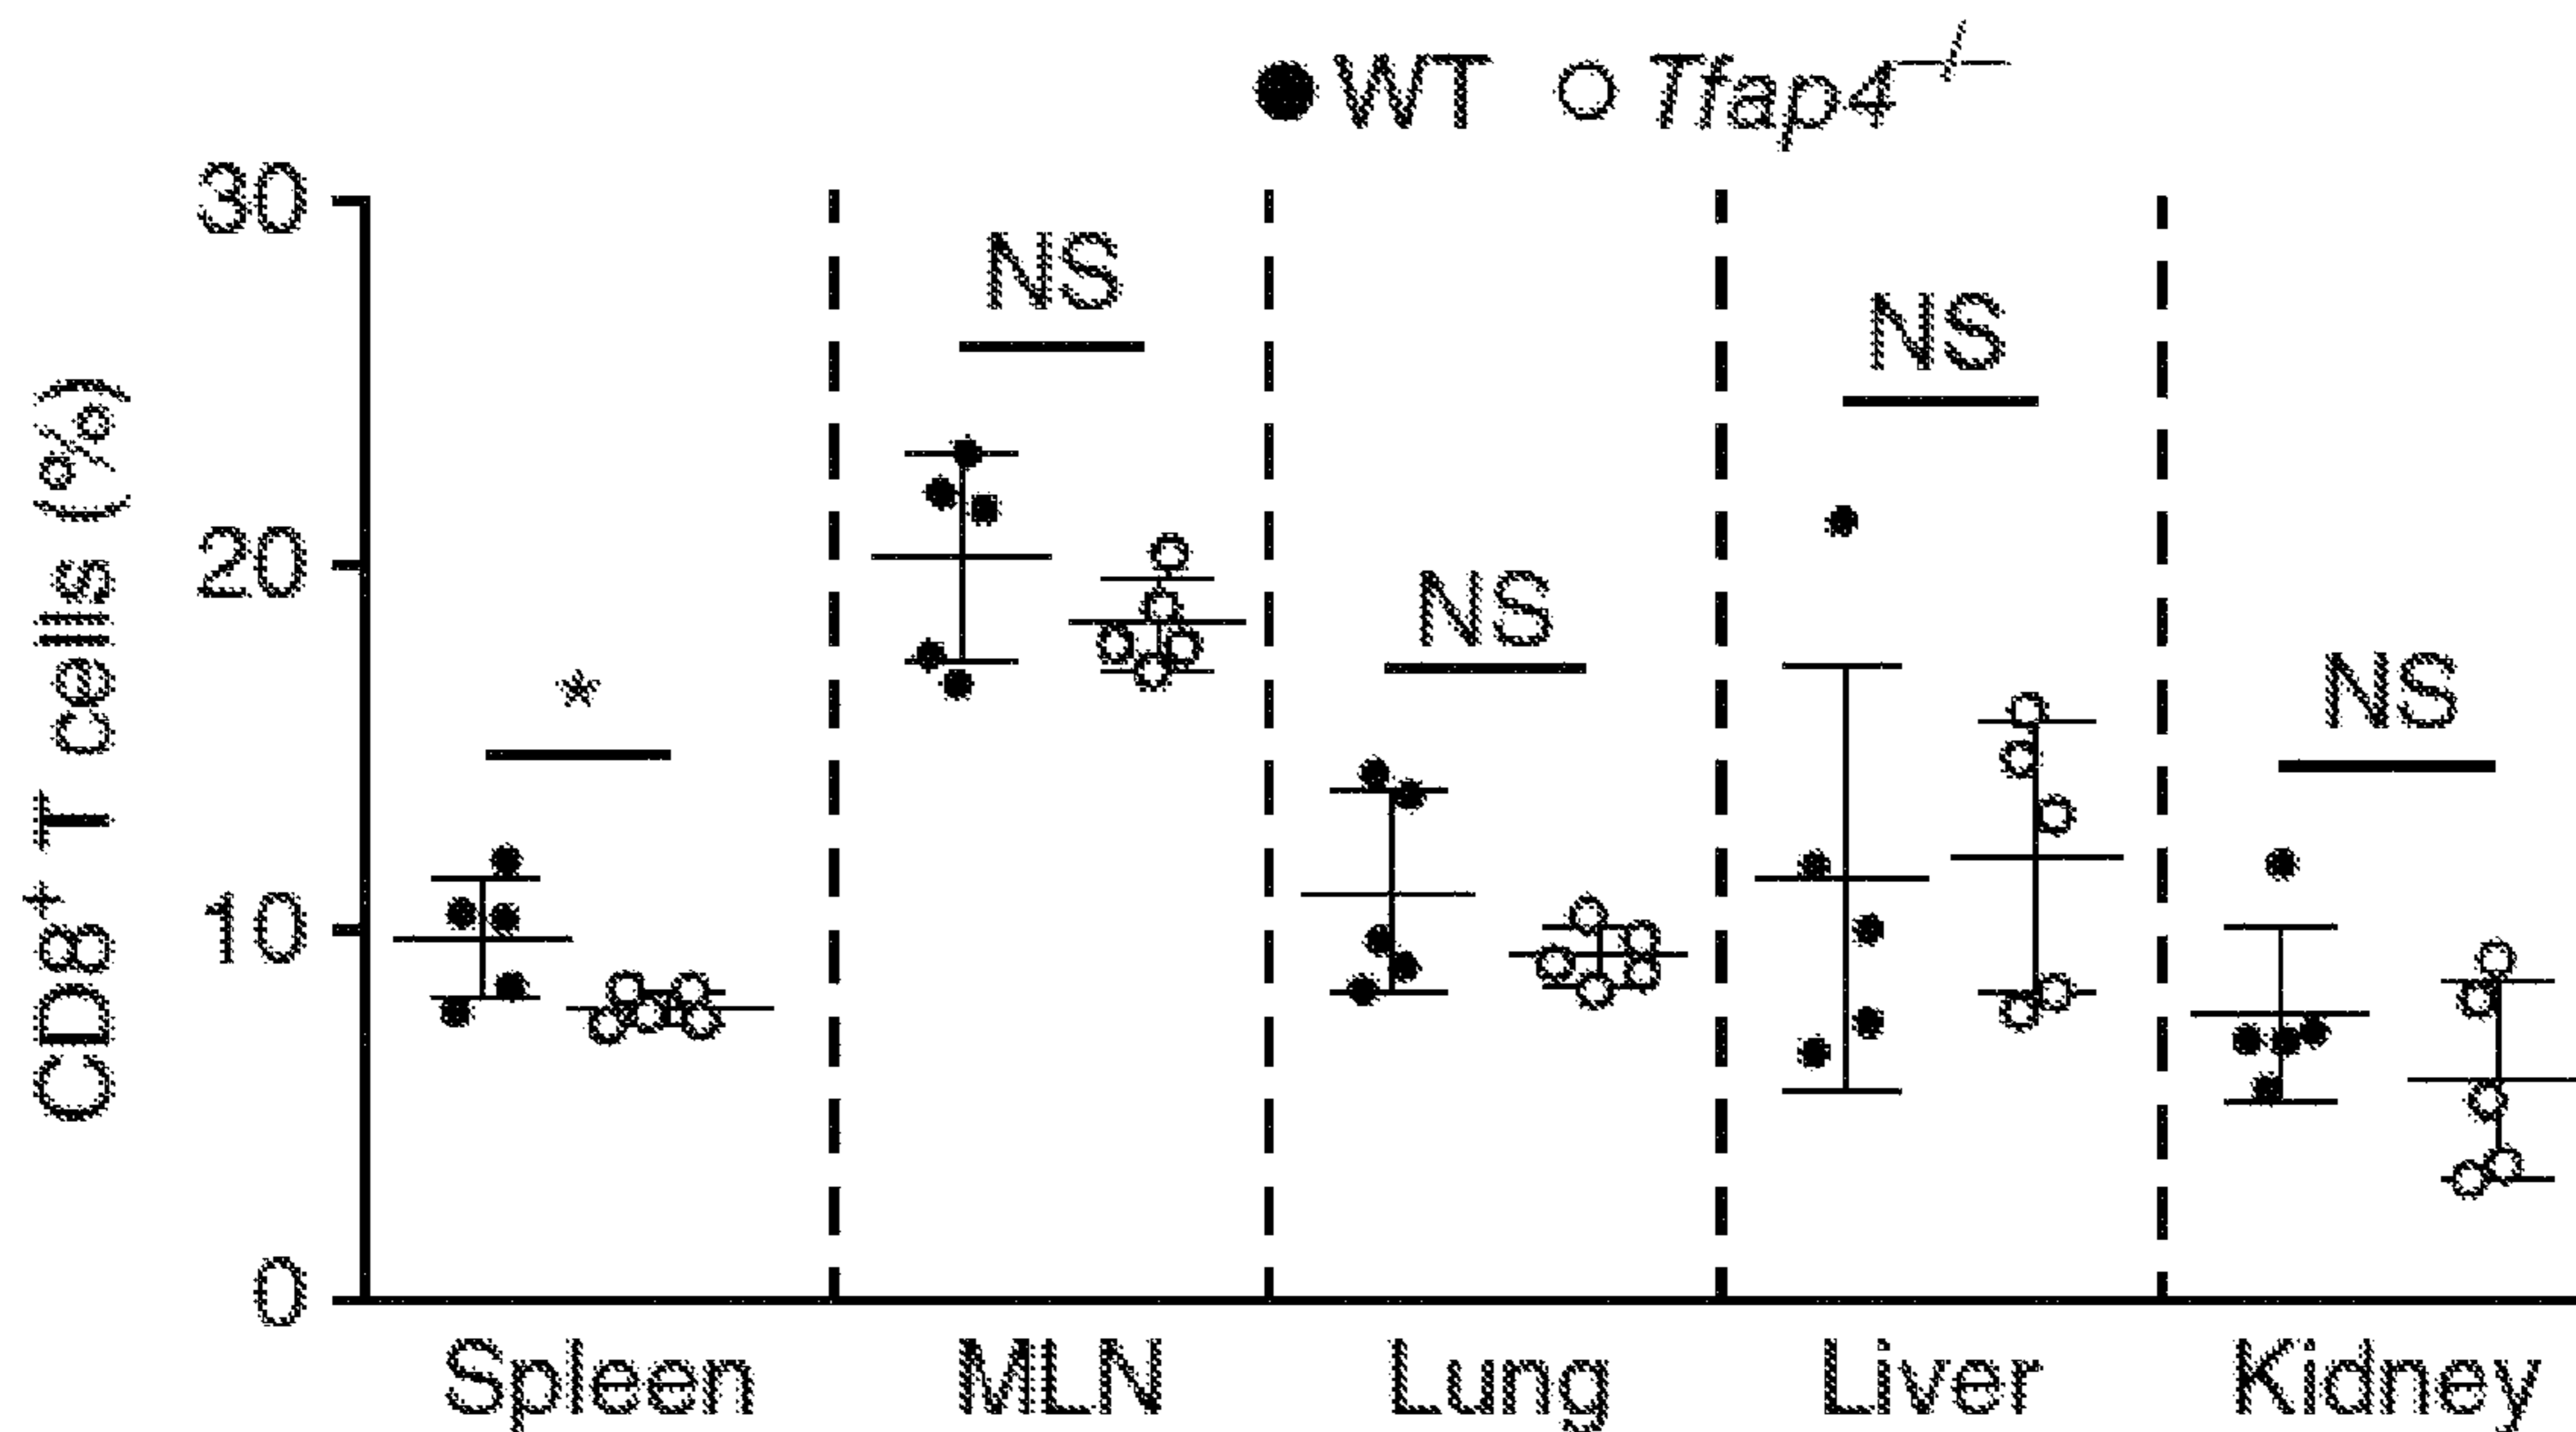 WT Tfap4−/−
CD8+ T cells (%)
30
20
10
0
*
NS
NS
NS
NS
Spleen MLN Lung Liver Kidney